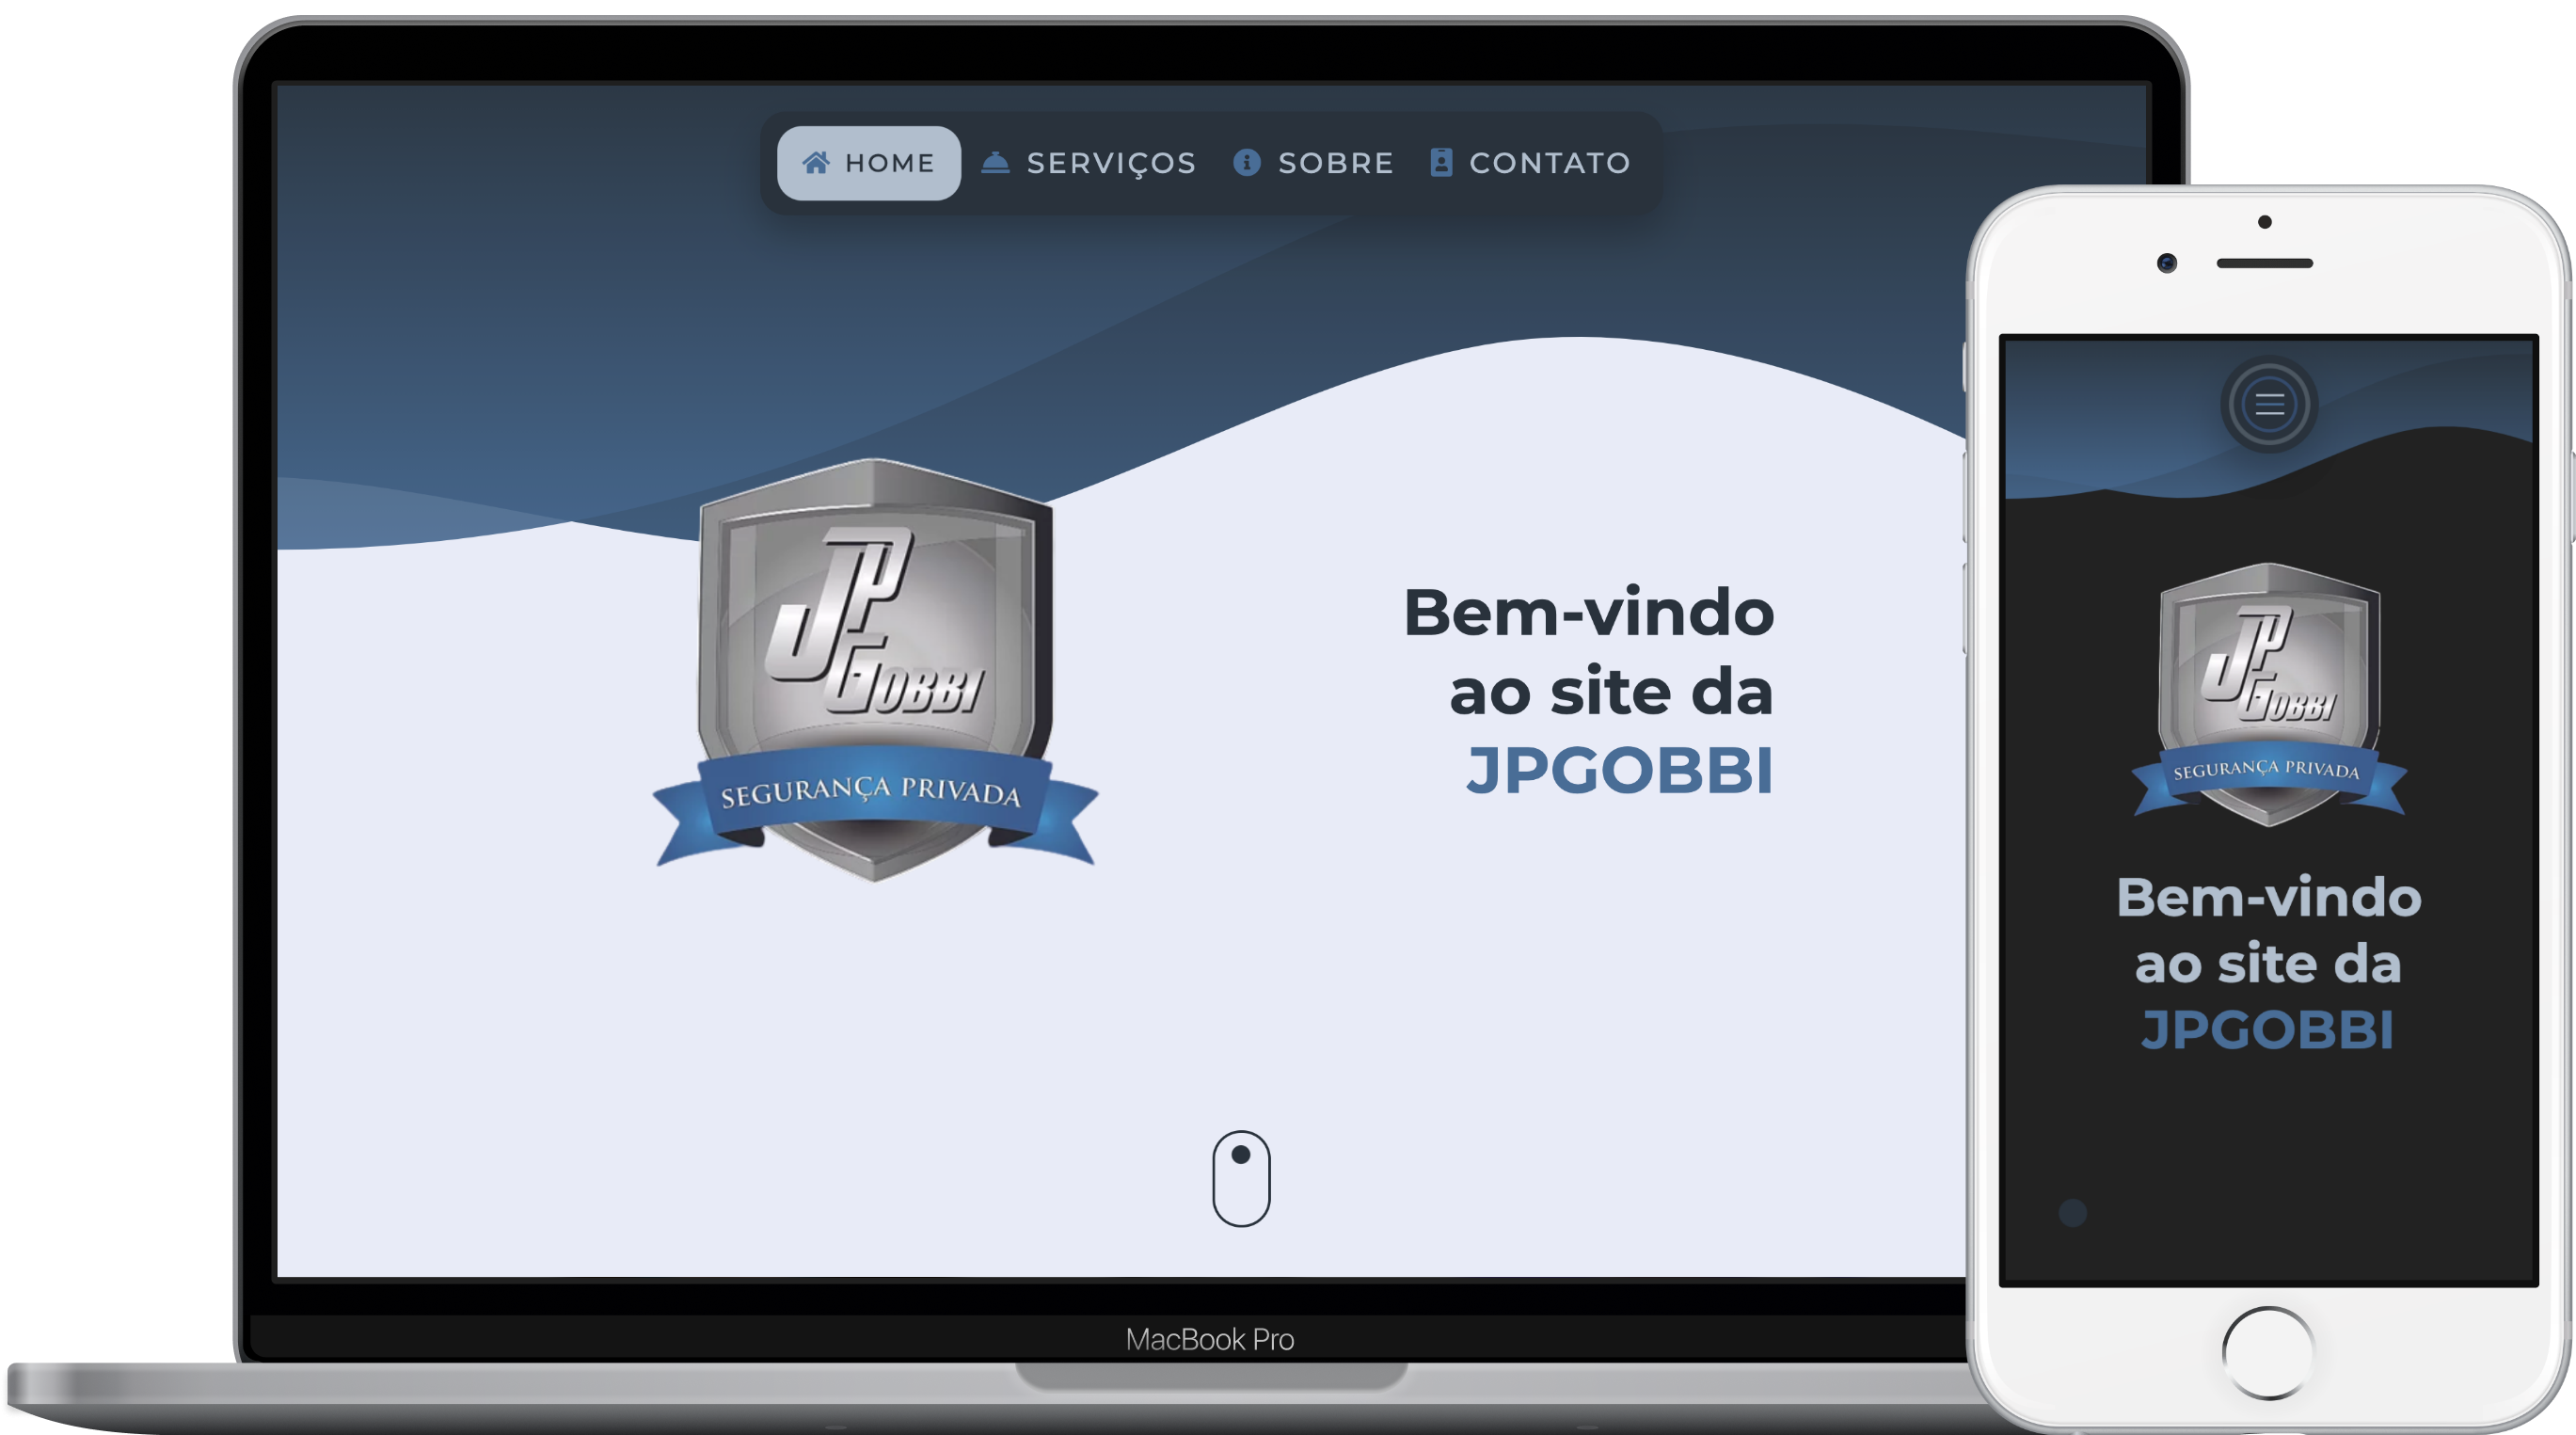 HOME SERVIÇOS SOBRE CONTATO
JP
GOBBI
SEGURANÇA PRIVADA
Bem-vindo
ao site da
JPGOBBI
MacBook Pro
JP
GOBBI
SEGURANÇA PRIVADA
Bem-vindo
ao site da
JPGOBBI